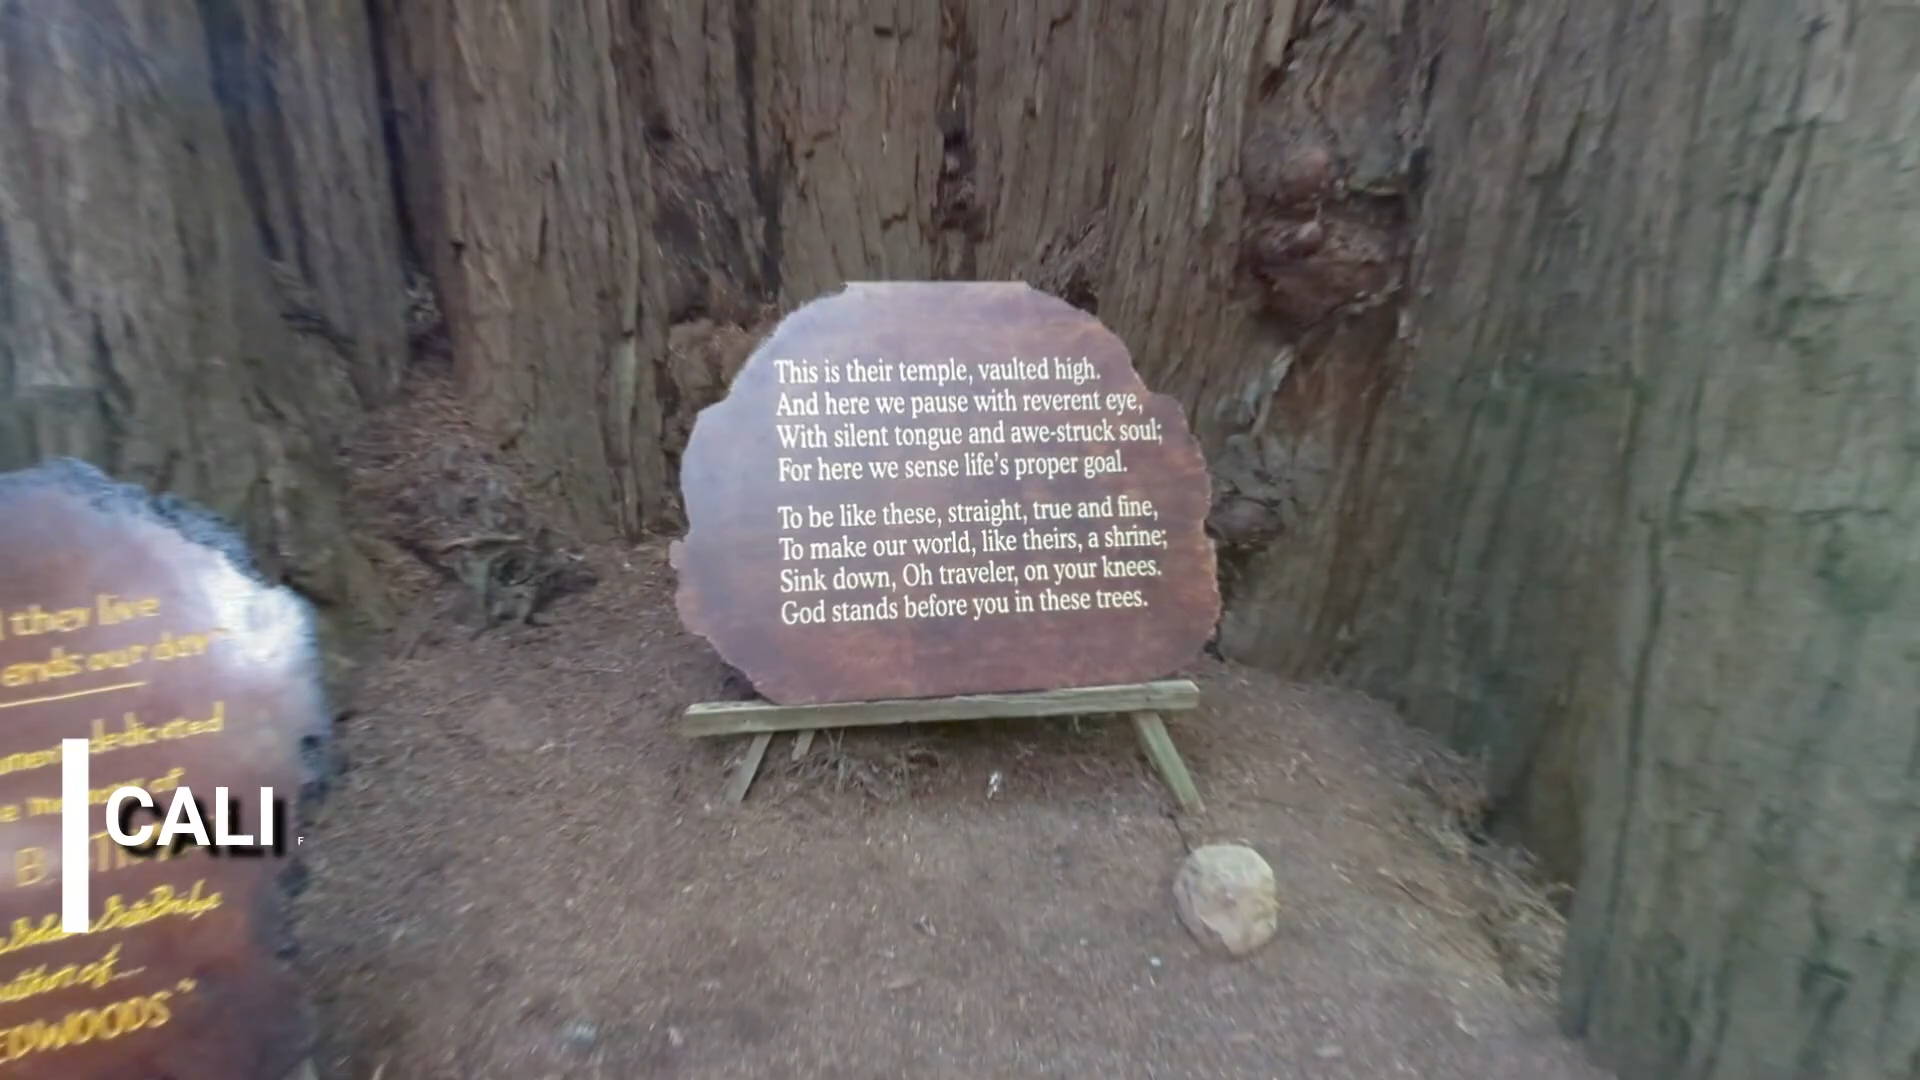 This is their temple, vaulted high.
And here we pause with reverent eye,
With silent tongue and awe-struck soul;
For here we sense life's proper goal.
To be like these, straight, true and fine,
To make our world, like theirs, a shrine;
Sink down, Oh traveler, on your knees.
God stands before you in these trees.
they live
ends our day"
dedicated
of
of...
CALI
F